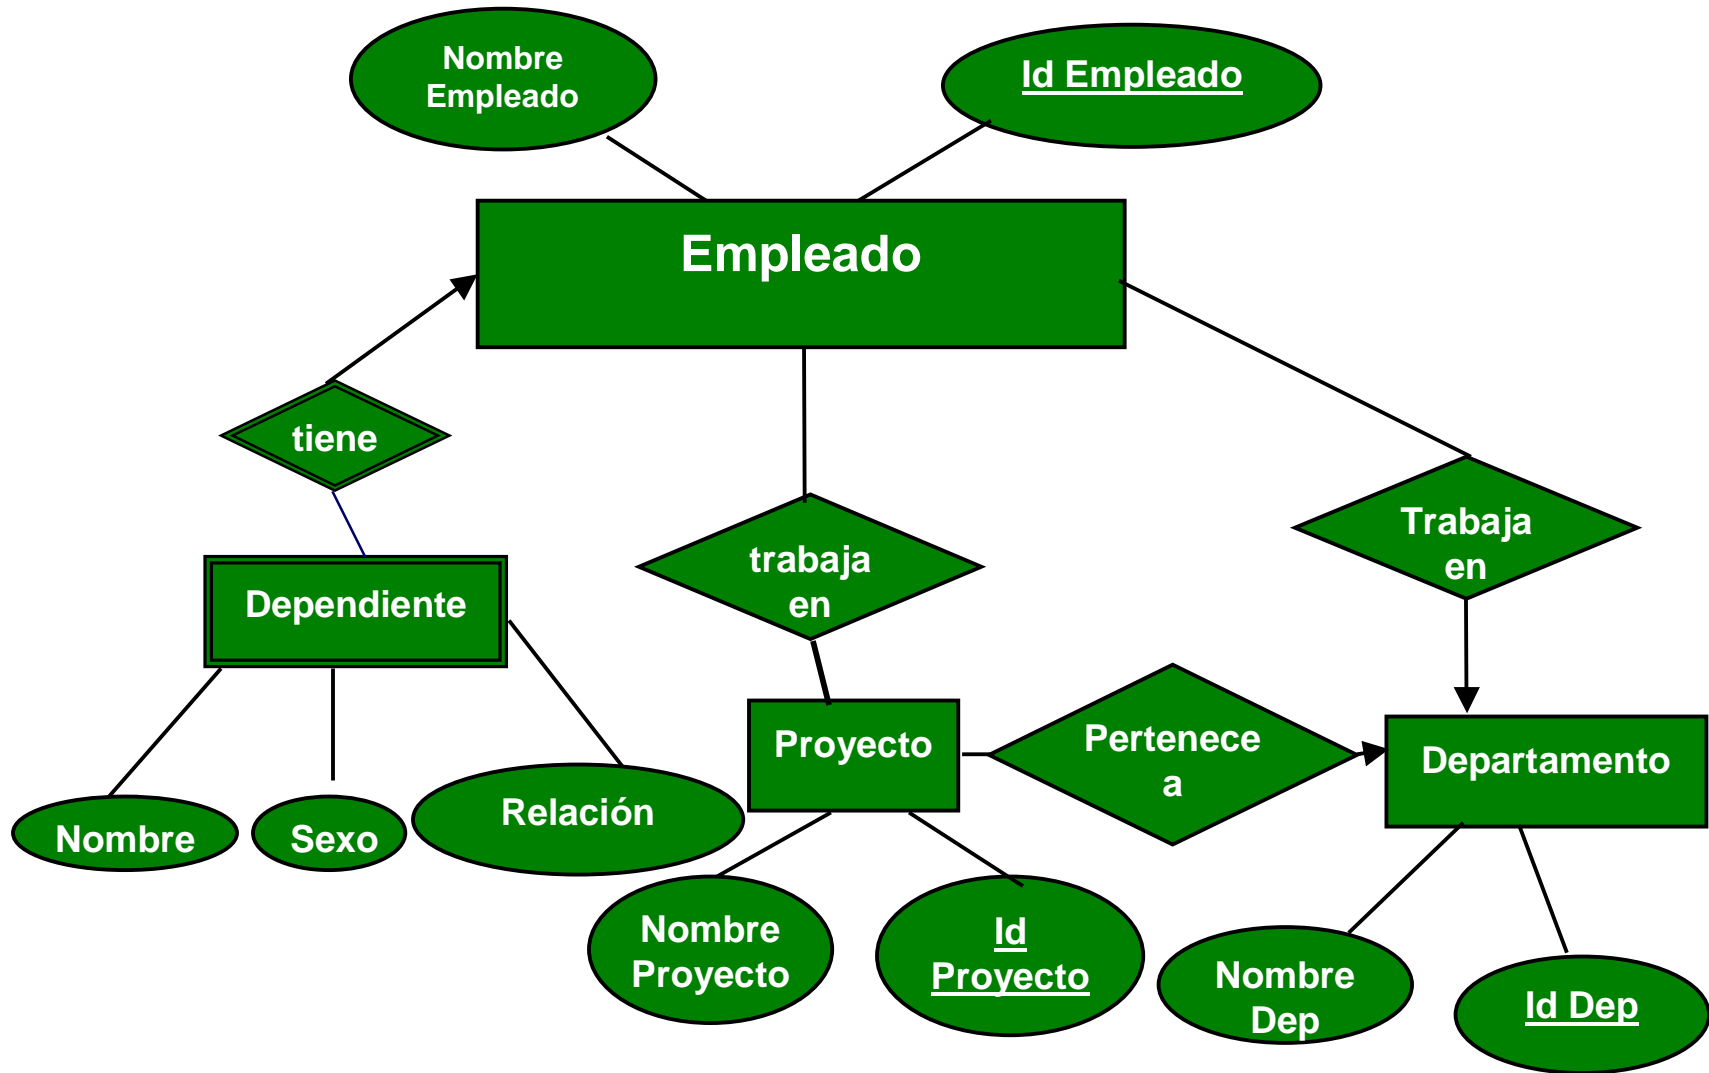 Nombre
Empleado
Id Empleado
Empleado
tiene
trabaja
en
Trabaja
en
Dependiente
Proyecto
Pertenece
a
Departamento
Nombre
Sexo
Relación
Nombre
Proyecto
Id
Proyecto
Nombre
Dep
Id Dep